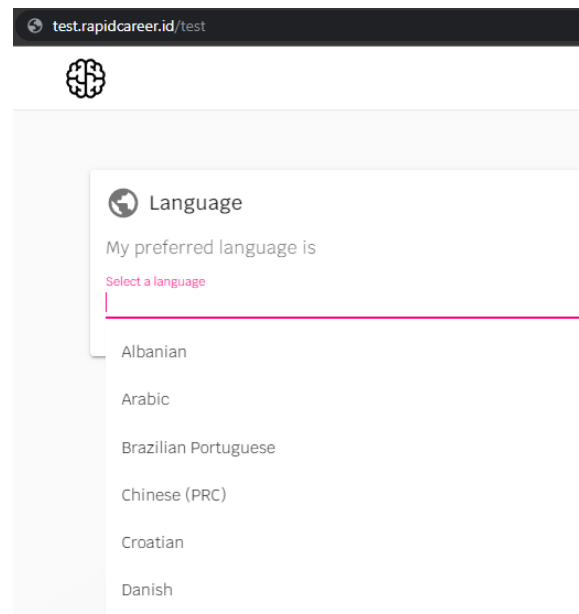 test.rapidcareer.id/test
Language
My preferred language is
Select a language
Albanian
Arabic
Brazilian Portuguese
Chinese (PRC)
Croatian
Danish